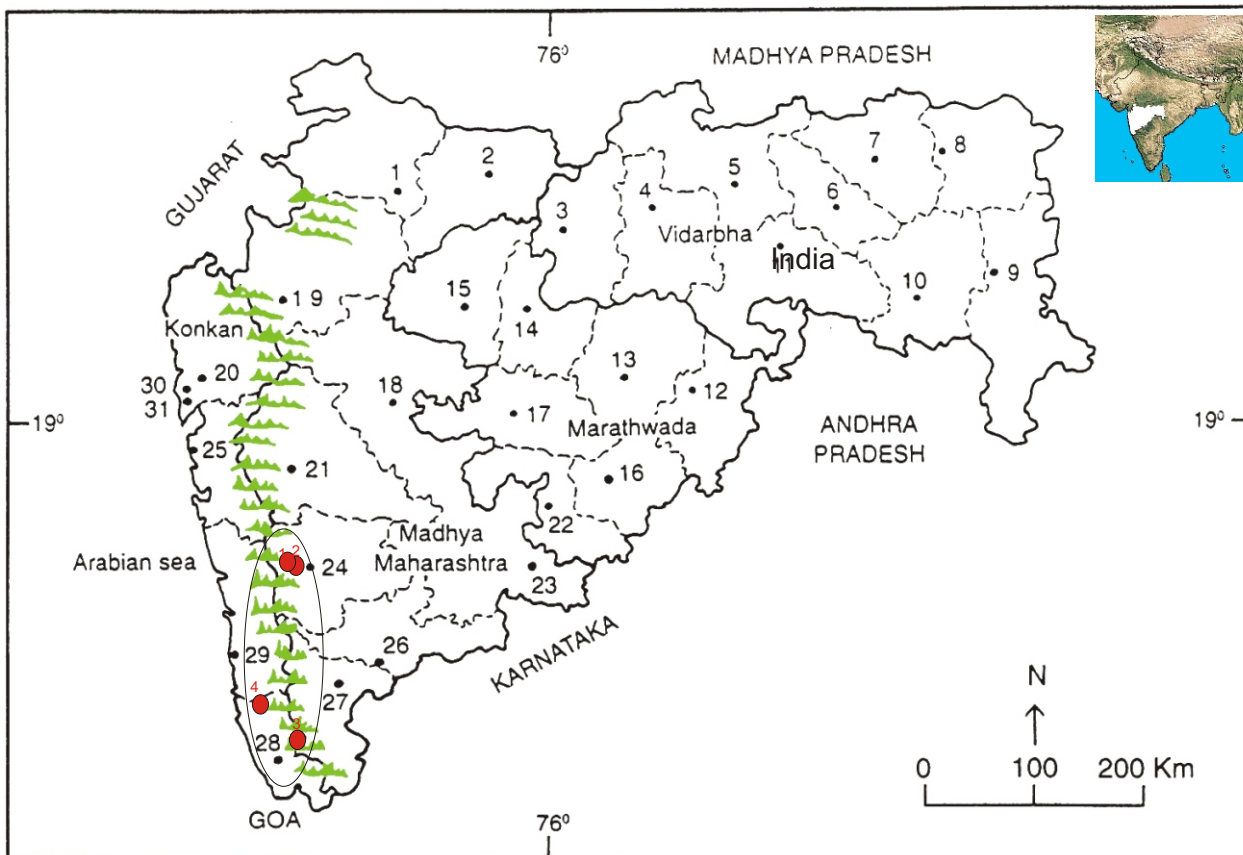 76⁰
MADHYA PRADESH
GUJARAT
1
2
3
4
5
6
7
8
9
10
Vidarbha
India
Konkan
19
15
14
13
12
20
30
31
18
17
Marathwada
19⁰
19⁰
ANDHRA
PRADESH
25
21
16
22
Madhya
Maharashtra
Arabian sea
1
2
24
23
KARNATAKA
29
26
27
4
3
28
GOA
76⁰
N
0
100
200 Km